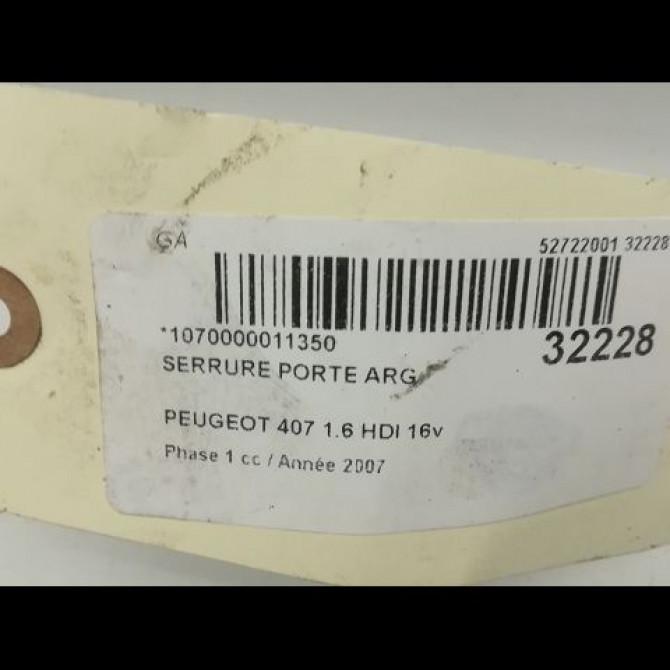 GA
52722001 32228
*1070000011350
32228
SERRURE PORTE ARG
PEUGEOT 407 1.6 HDI 16v
Phase 1 cc / Année 2007